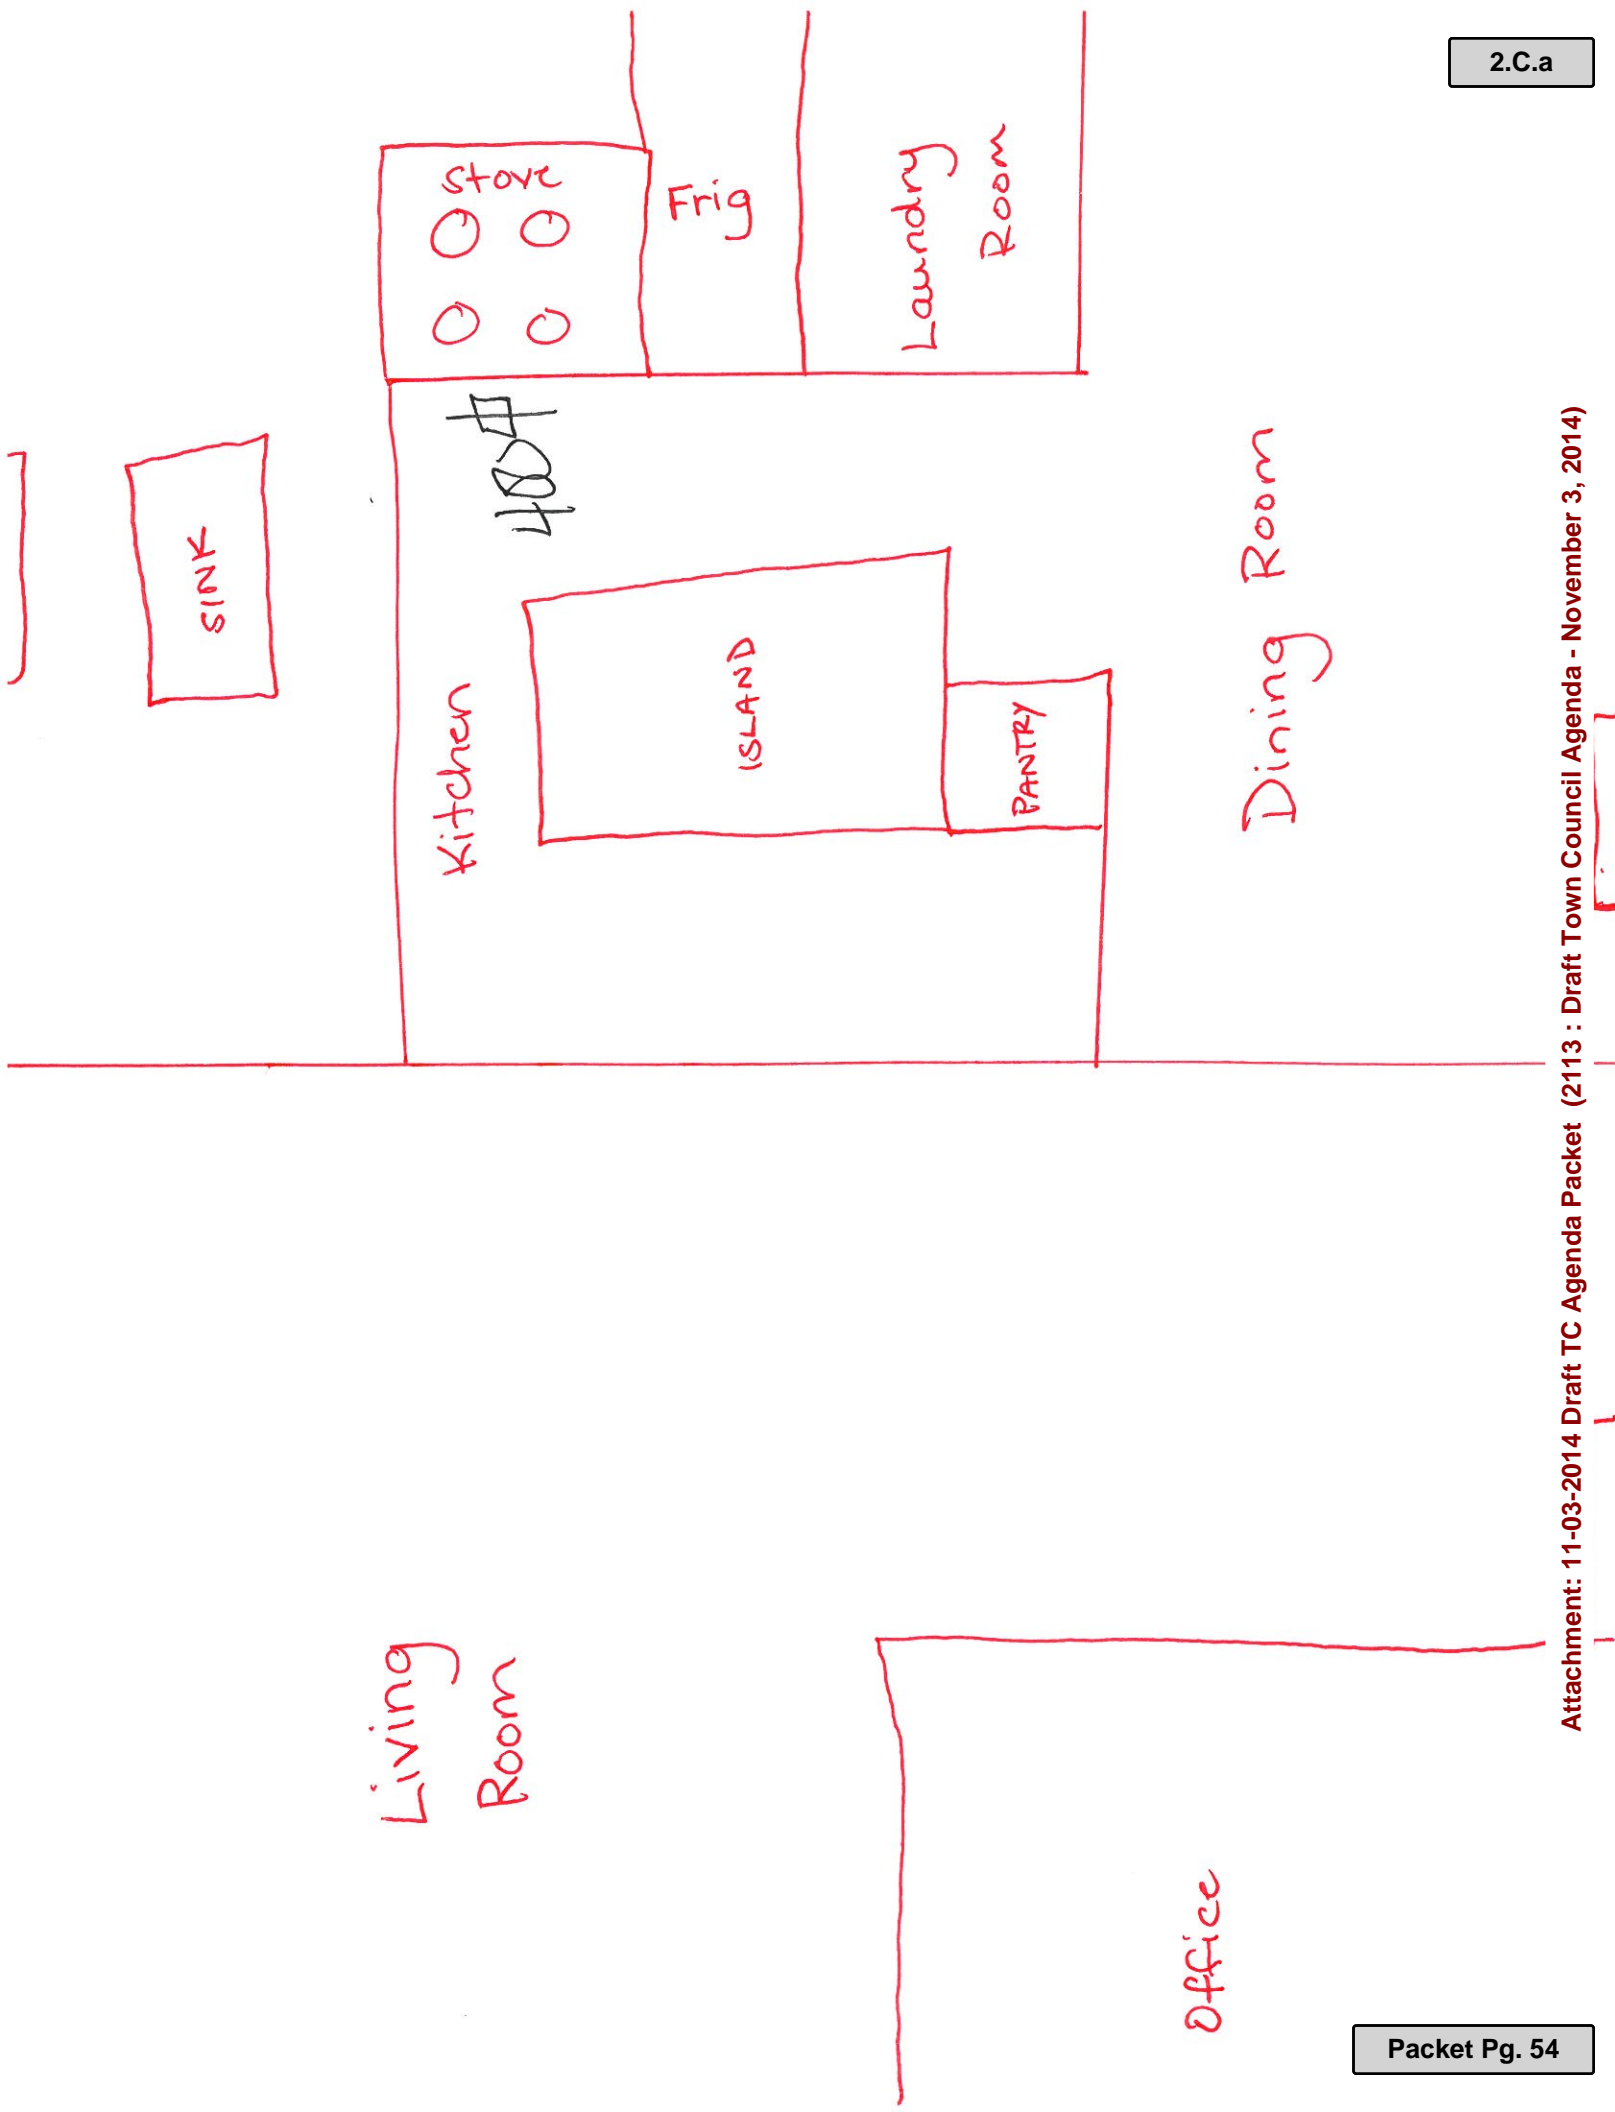 2.C.a
Stove
Frig
Laundry
Room
SINK
Kitchen
ISLAND
PANTRY
Dining Room
Living
Room
Office
Attachment: 11-03-2014 Draft TC Agenda Packet (2113 : Draft Town Council Agenda - November 3, 2014)
Packet Pg. 54